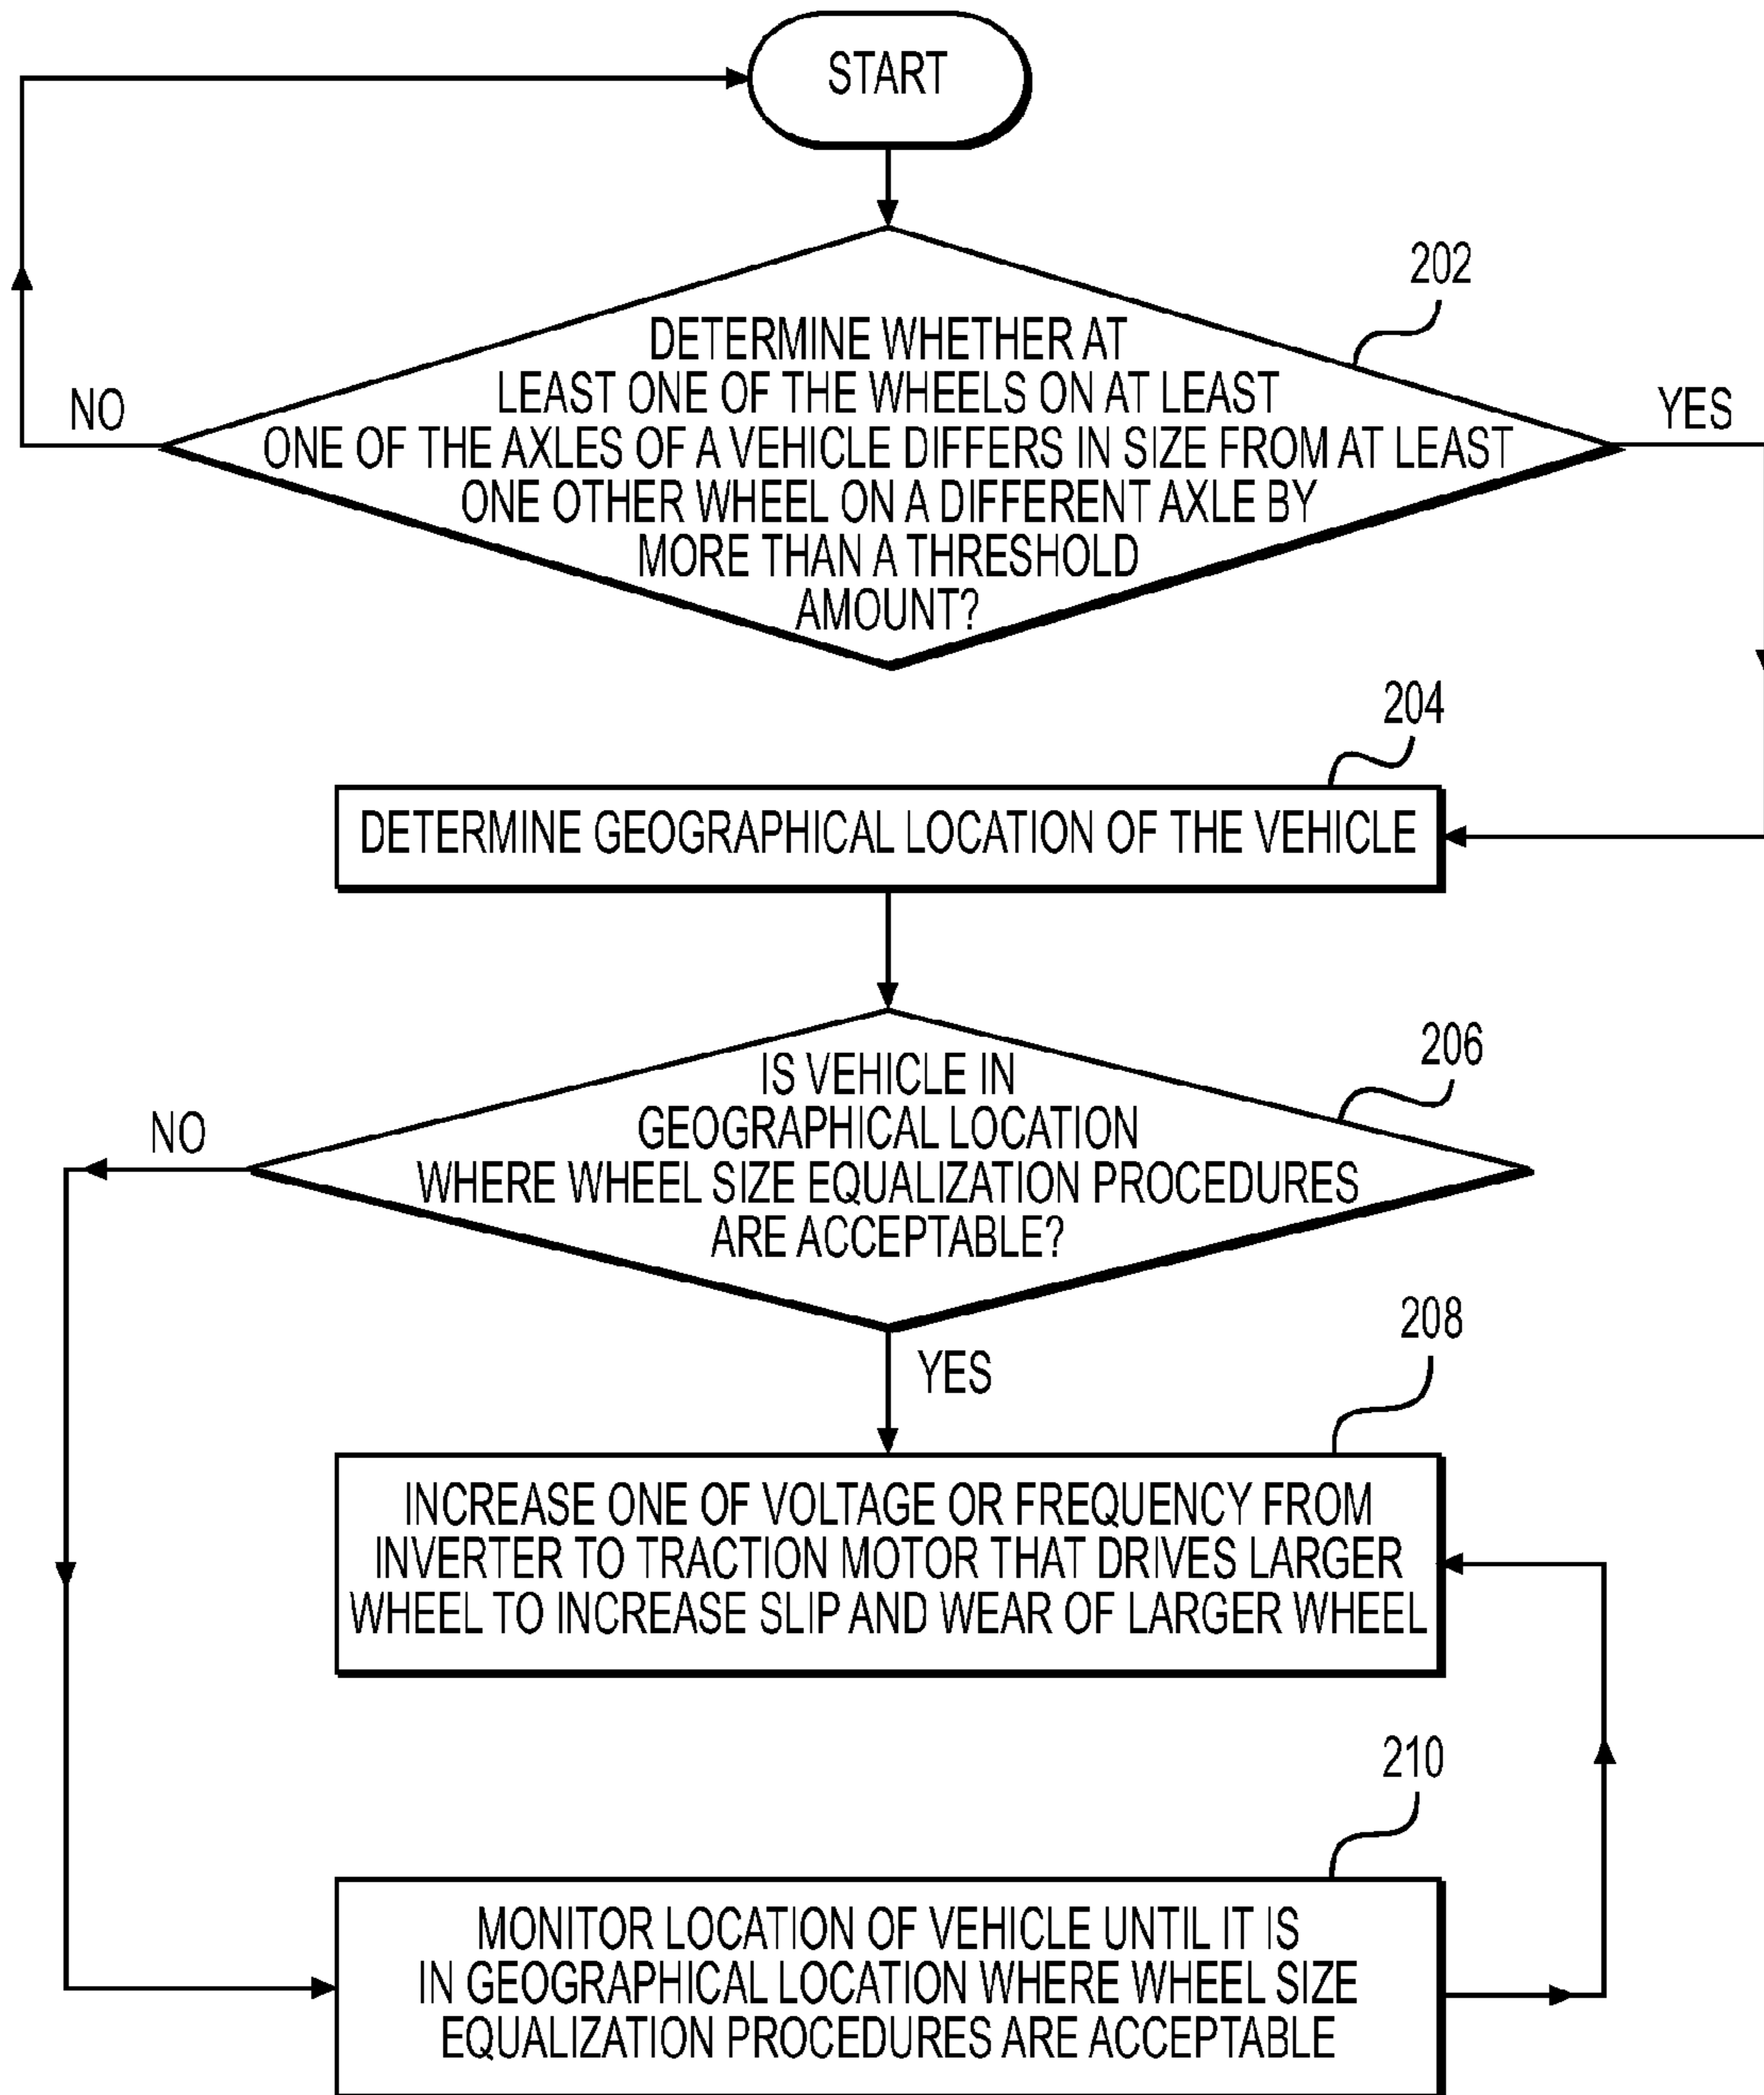 START
202
DETERMINE WHETHER AT
LEAST ONE OF THE WHEELS ON AT LEAST
ONE OF THE AXLES OF A VEHICLE DIFFERS IN SIZE FROM AT LEAST
ONE OTHER WHEEL ON A DIFFERENT AXLE BY
MORE THAN A THRESHOLD
AMOUNT?
NO
YES
204
DETERMINE GEOGRAPHICAL LOCATION OF THE VEHICLE
206
IS VEHICLE IN
GEOGRAPHICAL LOCATION
WHERE WHEEL SIZE EQUALIZATION PROCEDURES
ARE ACCEPTABLE?
NO
YES
208
INCREASE ONE OF VOLTAGE OR FREQUENCY FROM
INVERTER TO TRACTION MOTOR THAT DRIVES LARGER
WHEEL TO INCREASE SLIP AND WEAR OF LARGER WHEEL
210
MONITOR LOCATION OF VEHICLE UNTIL IT IS
IN GEOGRAPHICAL LOCATION WHERE WHEEL SIZE
EQUALIZATION PROCEDURES ARE ACCEPTABLE